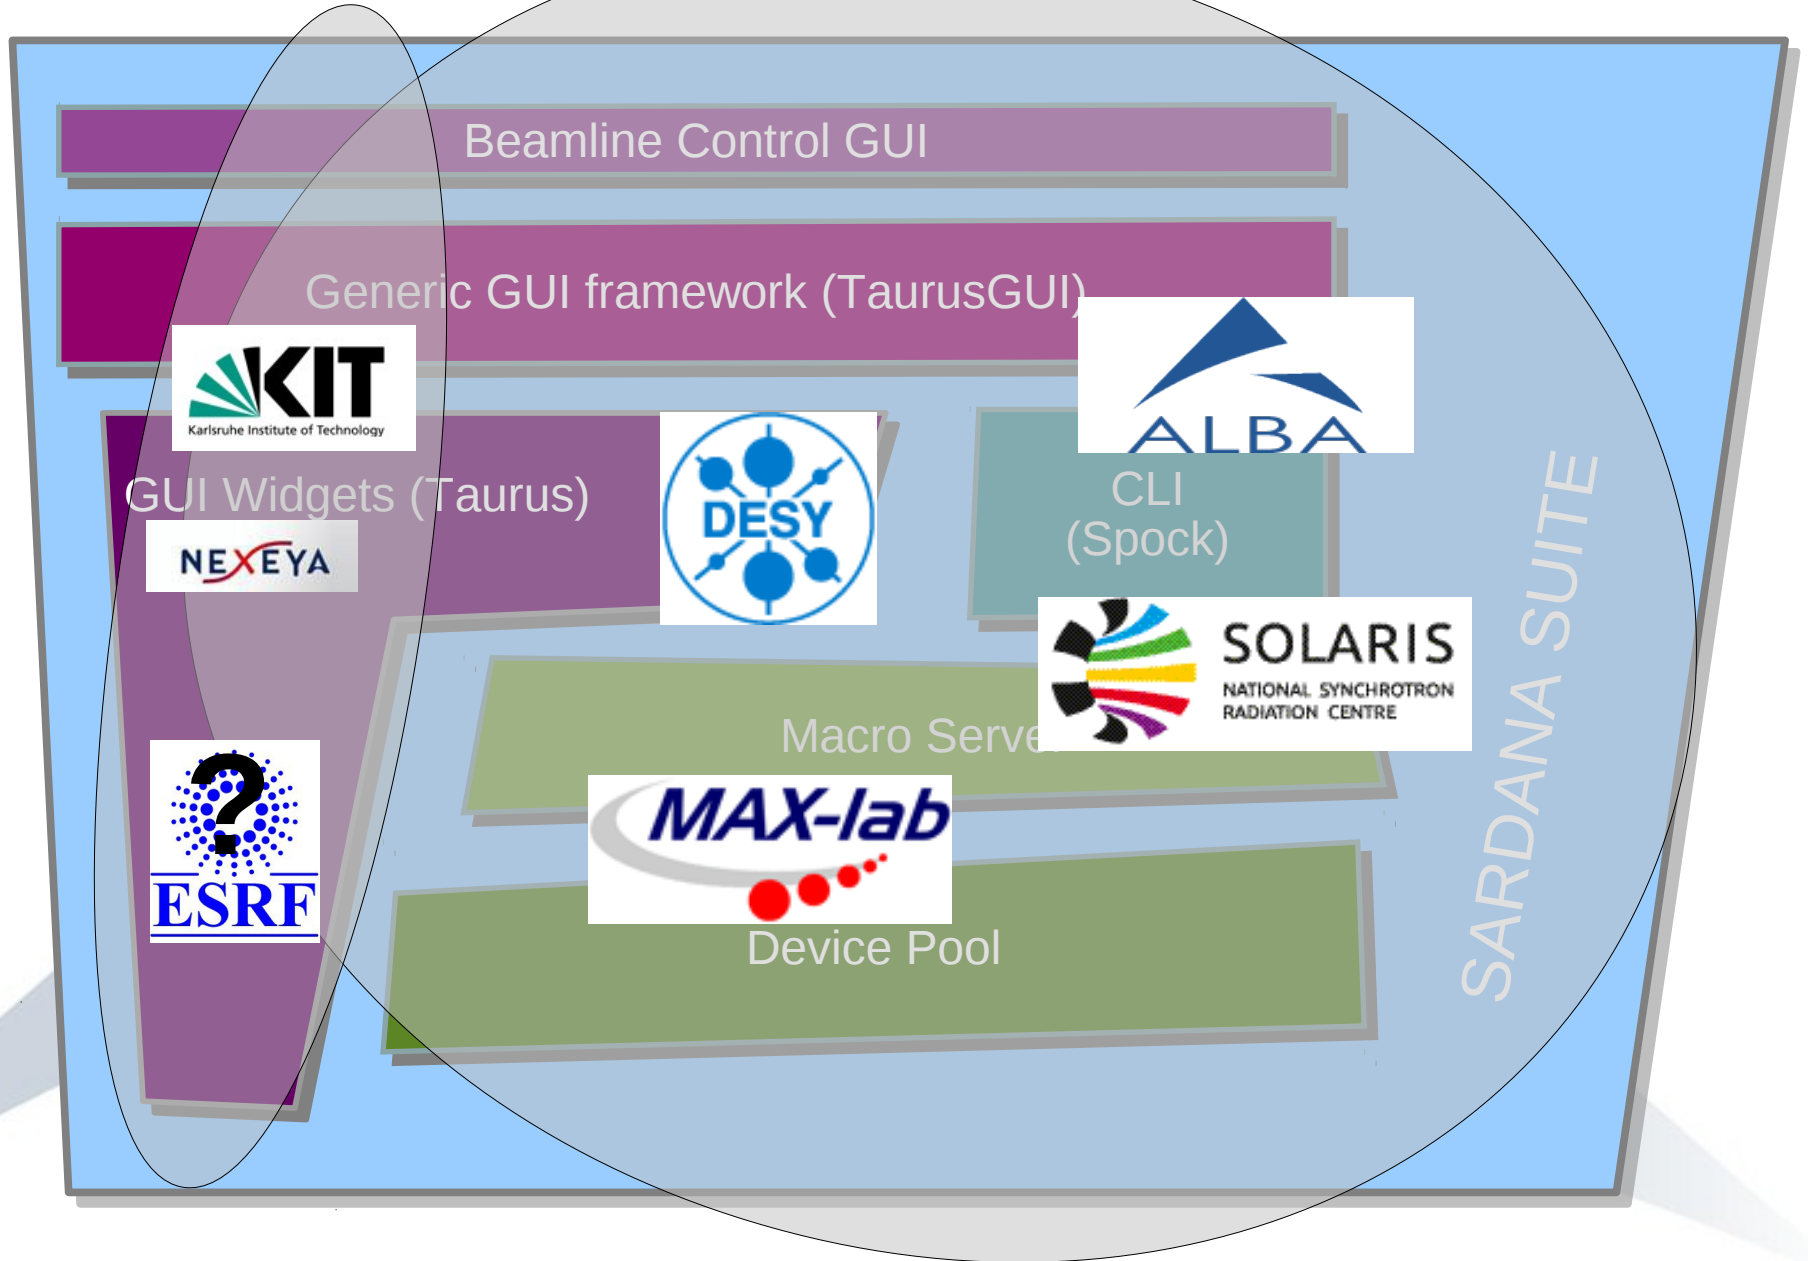 Beamline Control GUI
Generic GUI framework (TaurusGUI)
KIT
Karlsruhe Institute of Technology
ALBA
GUI Widgets (Taurus)
DESY
CLI
(Spock)
NEXEYA
SOLARIS
NATIONAL SYNCHROTRON
RADIATION CENTRE
Macro Server
MAX-lab
?
ESRF
Device Pool
SARDANA SUITE